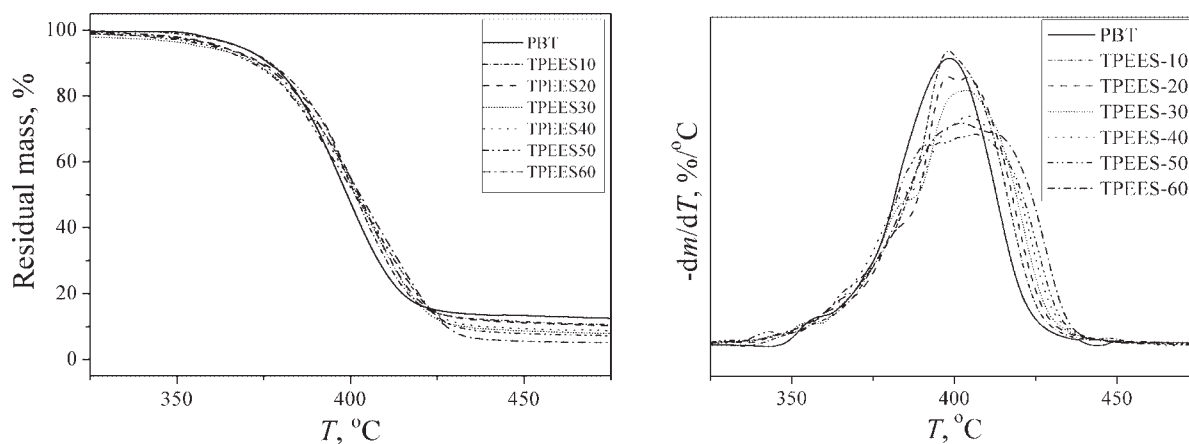 Residual mass, %
100
80
60
40
20
0
350
400
450
T, °C
PBT
TPEES10
TPEES20
TPEES30
TPEES40
TPEES50
TPEES60
-dm/dT, %/°C
350
400
450
T, °C
PBT
TPEES-10
TPEES-20
TPEES-30
TPEES-40
TPEES-50
TPEES-60